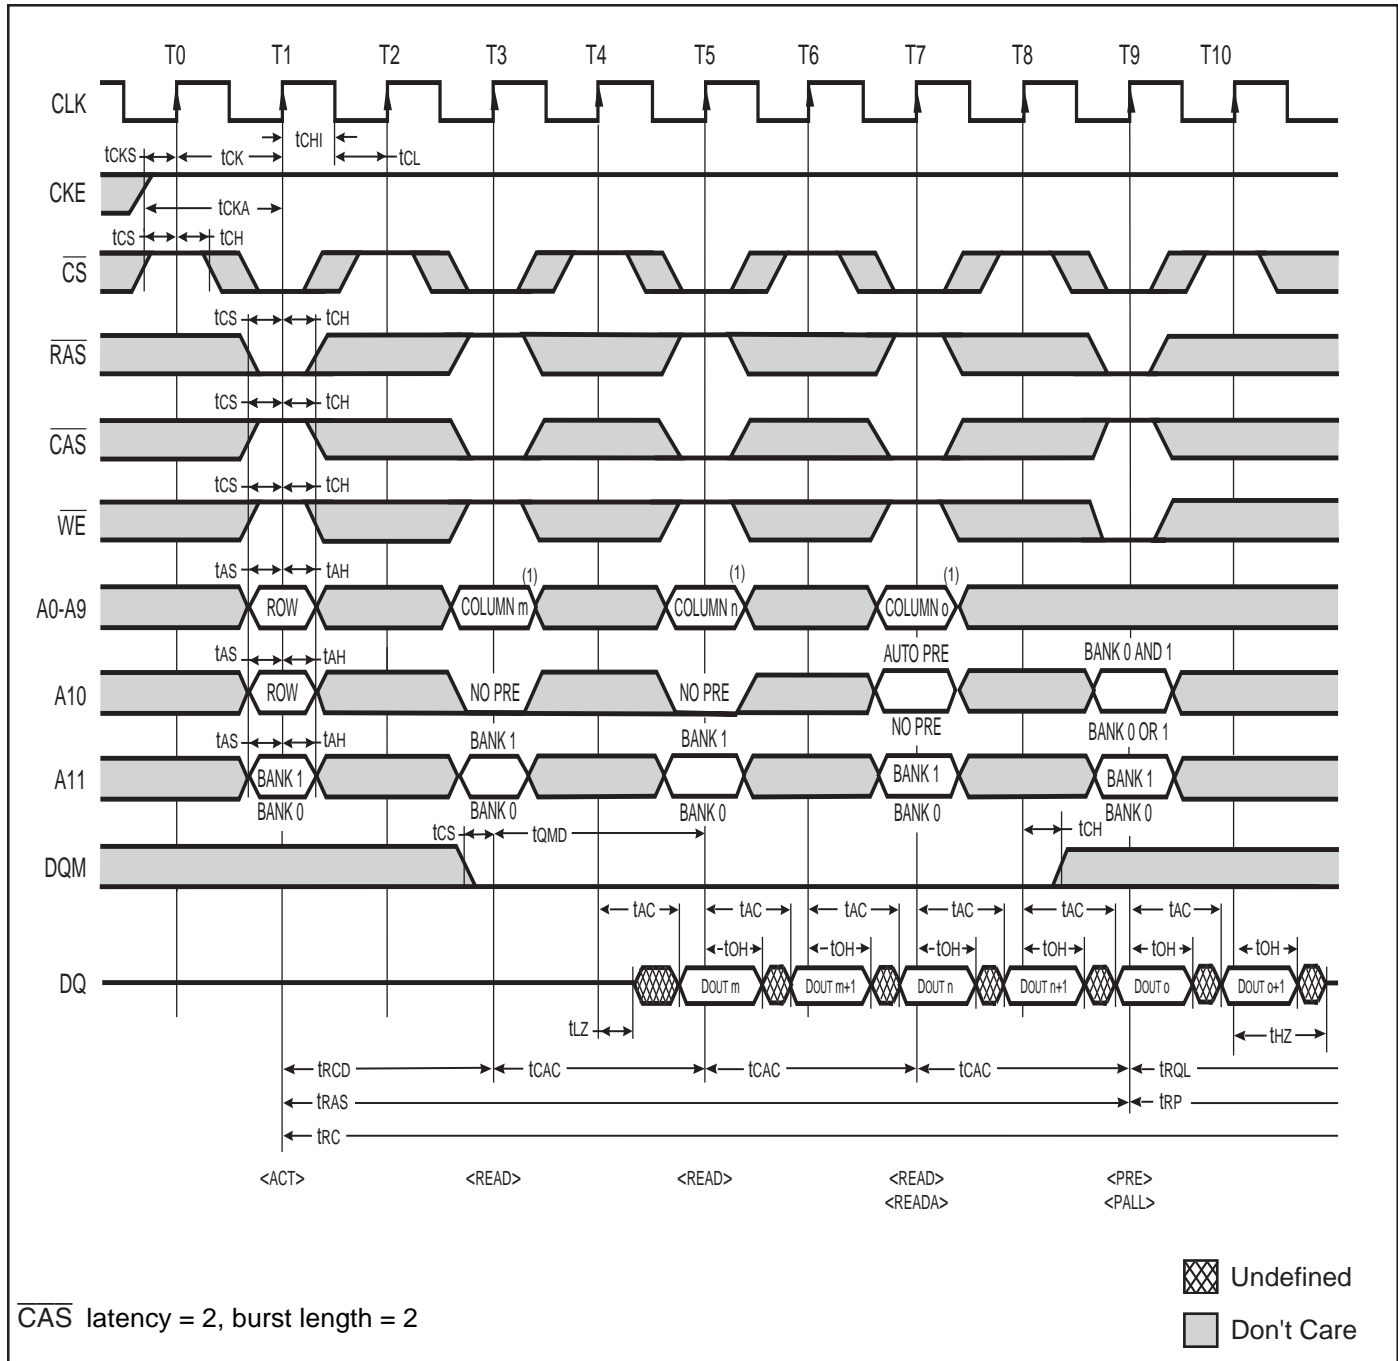 T0 T1 T2 T3 T4 T5 T6 T7 T8 T9 T10
CLK
tCHI
tCKS tCK tCL
CKE
tCKA
tCS tCH
CS
tCS tCH
RAS
tCS tCH
CAS
tCS tCH
WE
tAS tAH (1) (1) (1)
A0-A9 ROW COLUMN m COLUMN n COLUMN o
tAS tAH AUTO PRE BANK 0 AND 1
A10 ROW NO PRE NO PRE
NO PRE BANK 0 OR 1
tAS tAH BANK 1 BANK 1
A11 BANK 1 BANK 1 BANK 1
BANK 0 BANK 0 BANK 0 BANK 0 BANK 0
tCS tQMD tCH
DQM
tAC tAC tAC tAC tAC tAC
tOH tOH tOH tOH tOH tOH
DQ DOUT m DOUT m+1 DOUT n DOUT n+1 DOUT o DOUT o+1
tLZ tHZ
tRCD tCAC tCAC tCAC tRQL
tRAS tRP
tRC
<ACT> <READ> <READ> <READ> <PRE>
<READA> <PALL>
Undefined
CAS latency = 2, burst length = 2
Don't Care